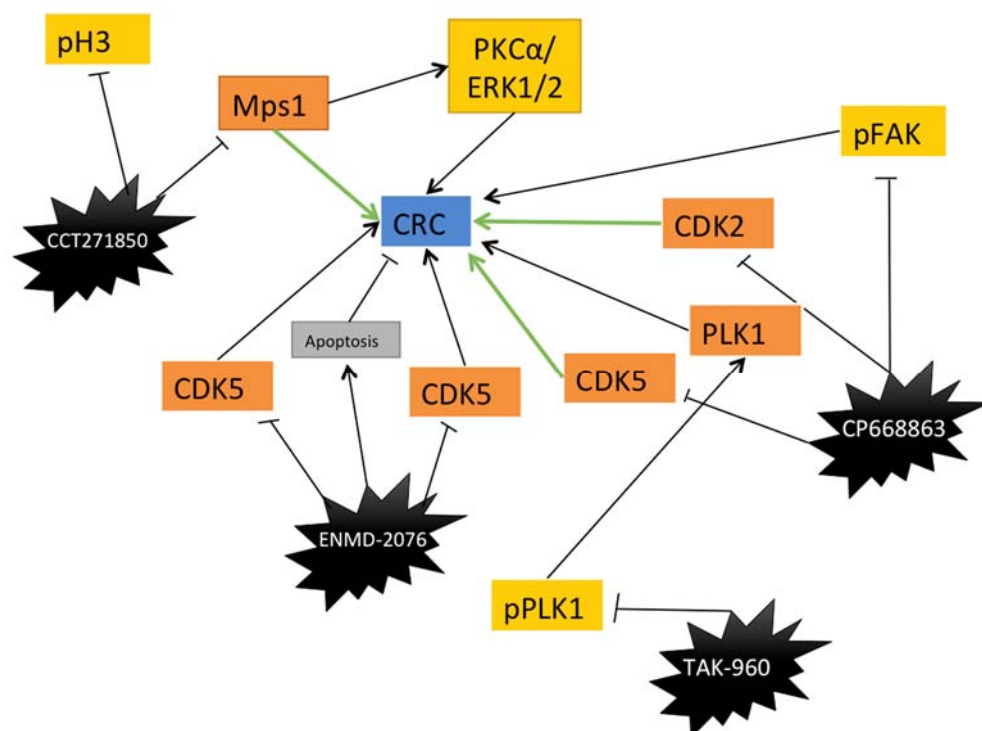 pH3
PKCα/
ERK1/2
Mps1
pFAK
CCT271850
CRC
CDK2
Apoptosis
PLK1
CDK5
CDK5
CDK5
CP668863
ENMD-2076
pPLK1
TAK-960